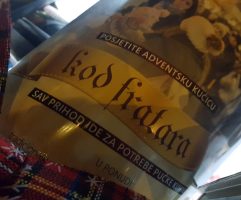 POSJETITE ADVENTSKU KUĆICU
kod fratara
SAV PRIHOD IDE ZA POTREBE PUČKE
U PONUDI